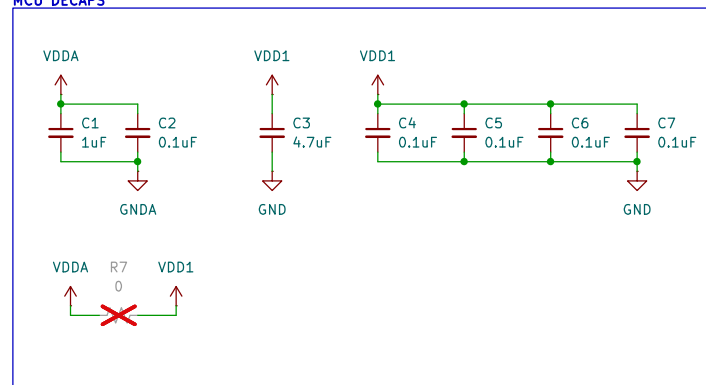 MCU DECAPS
VDDA
VDD1
VDD1
C1
1uF
C2
0.1uF
C3
4.7uF
C4
0.1uF
C5
0.1uF
C6
0.1uF
C7
0.1uF
GNDA
GND
GND
VDDA
R7
0
VDD1